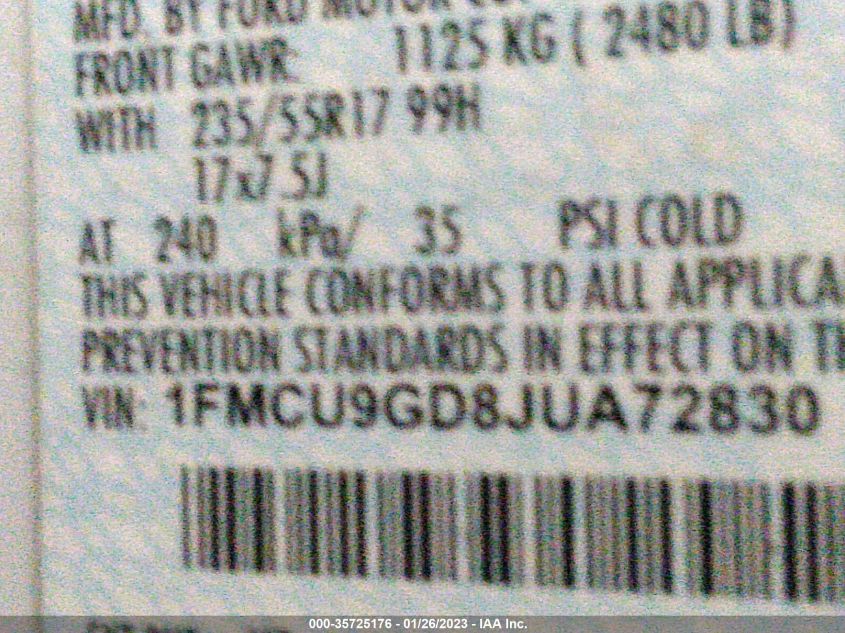 MFD. BY FORD MOTOR CO.
FRONT GAWR: 1125 KG ( 2480 LB)
WITH 235/55R17 99H
17x7.5J
AT 240 kPa/ 35 PSI COLD
THIS VEHICLE CONFORMS TO ALL APPLICA
PREVENTION STANDARDS IN EFFECT ON TH
VIN: 1FMCU9GD8JUA72830
000-35725176 - 01/26/2023 - IAA Inc.